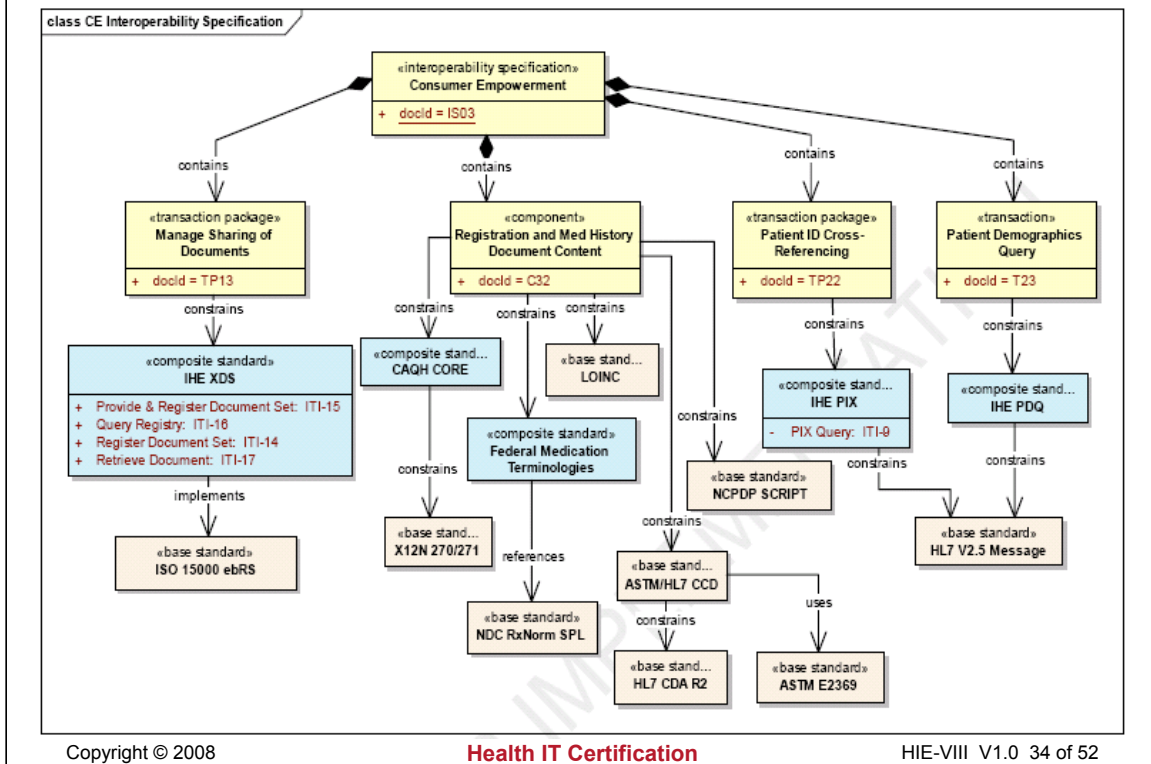 class CE Interoperability Specification
«interoperability specification»
Consumer Empowerment
+ docId = IS03
contains
contains
contains
contains
«transaction package»
Manage Sharing of
Documents
+ docId = TP13
«component»
Registration and Med History
Document Content
+ docId = C32
«transaction package»
Patient ID Cross-
Referencing
+ docId = TP22
«transaction»
Patient Demographics
Query
+ docId = T23
constrains
constrains
constrains
constrains
constrains
constrains
«composite standard»
IHE XDS
+ Provide & Register Document Set: ITI-15
+ Query Registry: ITI-16
+ Register Document Set: ITI-14
+ Retrieve Document: ITI-17
«composite stand...
CAQH CORE
«base stand...
LOINC
«composite stand...
IHE PIX
- PIX Query: ITI-9
«composite stand...
IHE PDQ
constrains
«composite standard»
Federal Medication
Terminologies
constrains
constrains
constrains
«base standard»
NCPDP SCRIPT
implements
constrains
«base standard»
ISO 15000 ebRS
«base stand...
X12N 270/271
«base standard»
HL7 V2.5 Message
references
«base stand...
ASTM/HL7 CCD
uses
constrains
«base standard»
NDC RxNorm SPL
«base stand...
HL7 CDA R2
«base standard»
ASTM E2369
Copyright © 2008
Health IT Certification
HIE-VIII V1.0 34 of 52